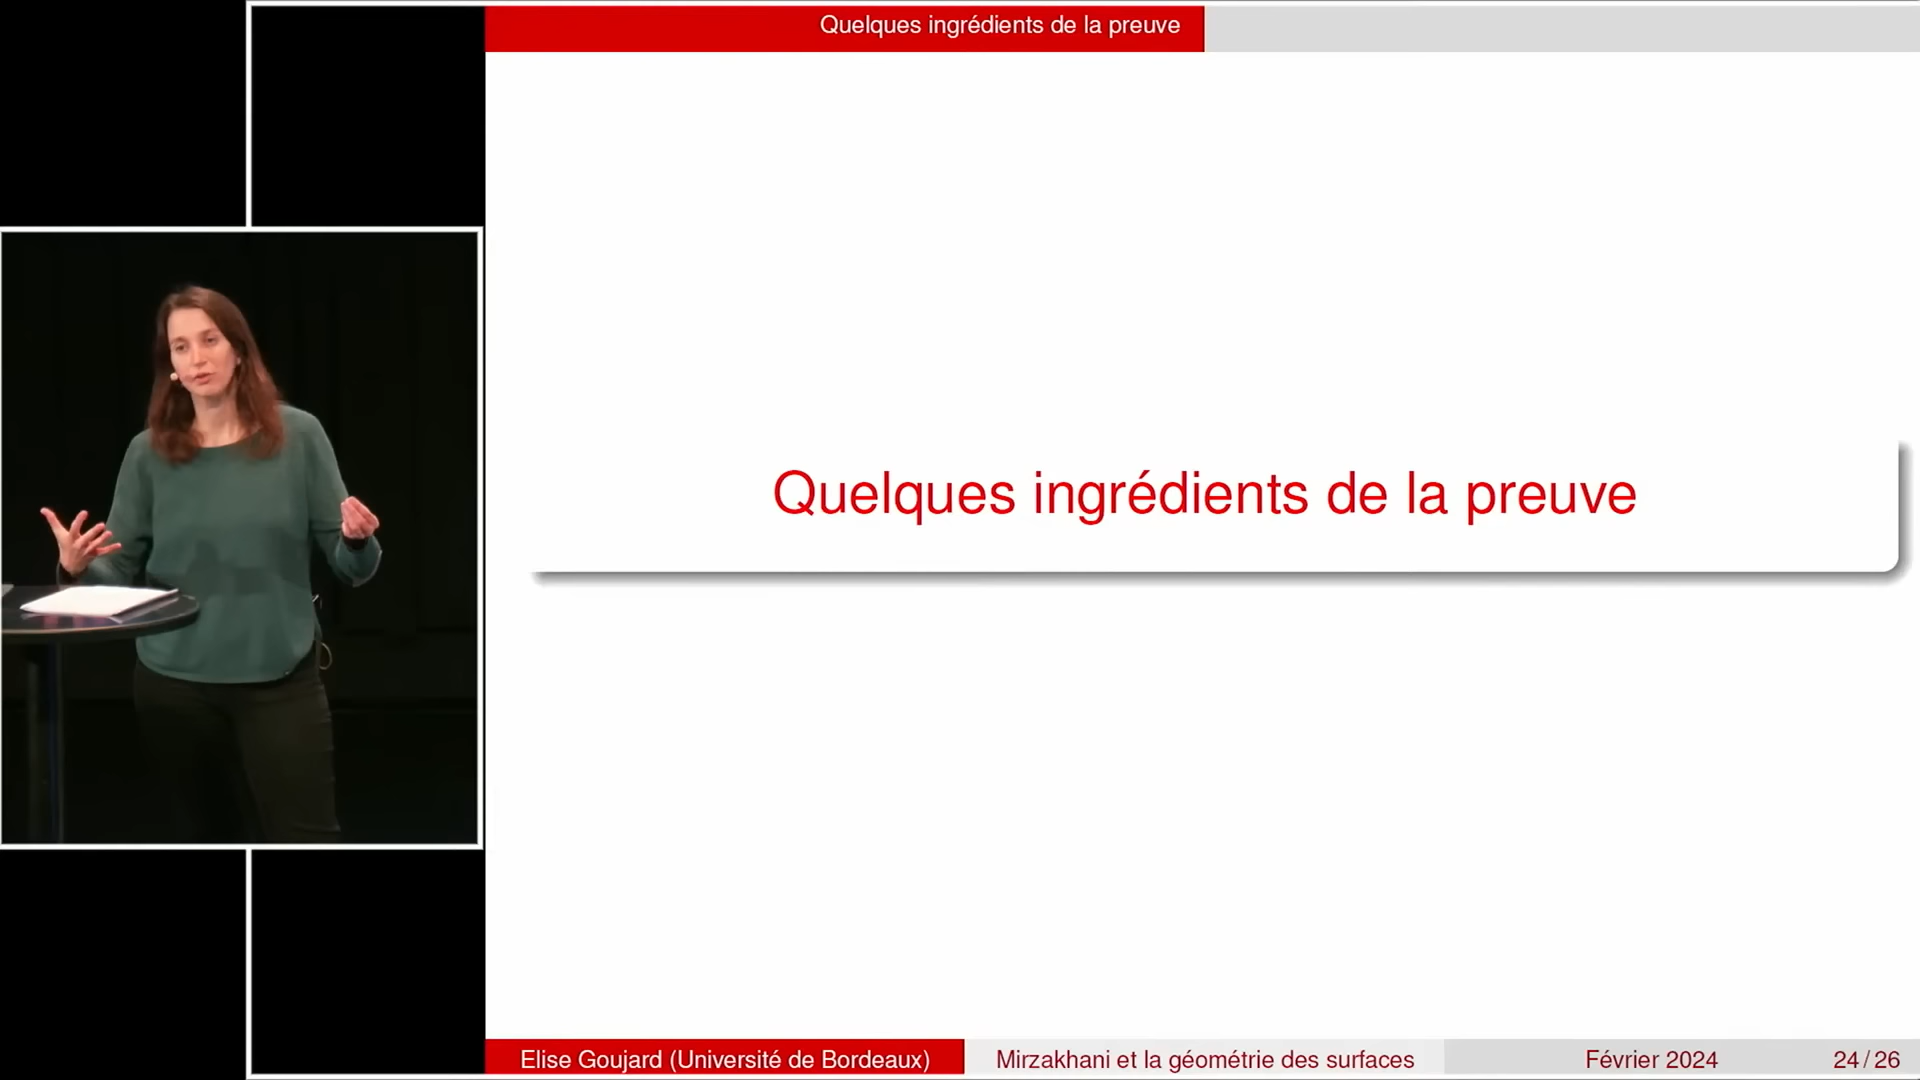 Quelques ingrédients de la preuve
Quelques ingrédients de la preuve
Elise Goujard (Université de Bordeaux)
Mirzakhani et la géométrie des surfaces
Février 2024
24 / 26